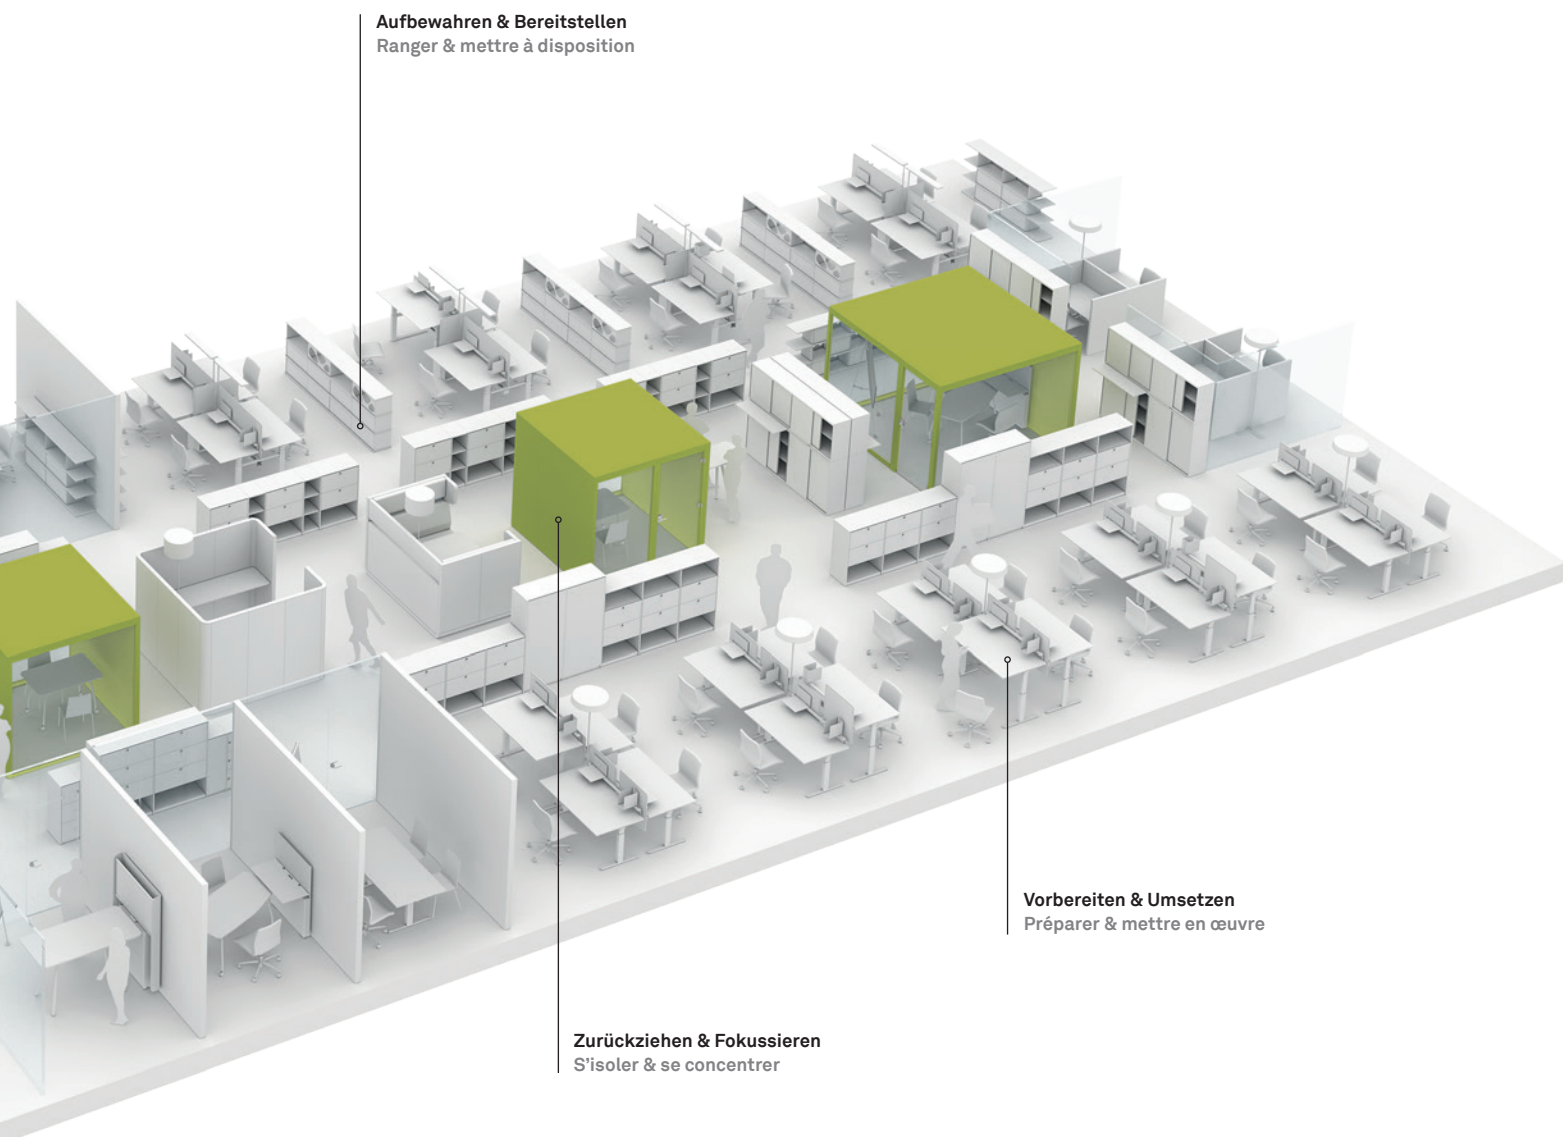 Aufbewahren & Bereitstellen
Ranger & mettre à disposition
Vorbereiten & Umsetzen
Préparer & mettre en œuvre
Zurückziehen & Fokussieren
S’isoler & se concentrer